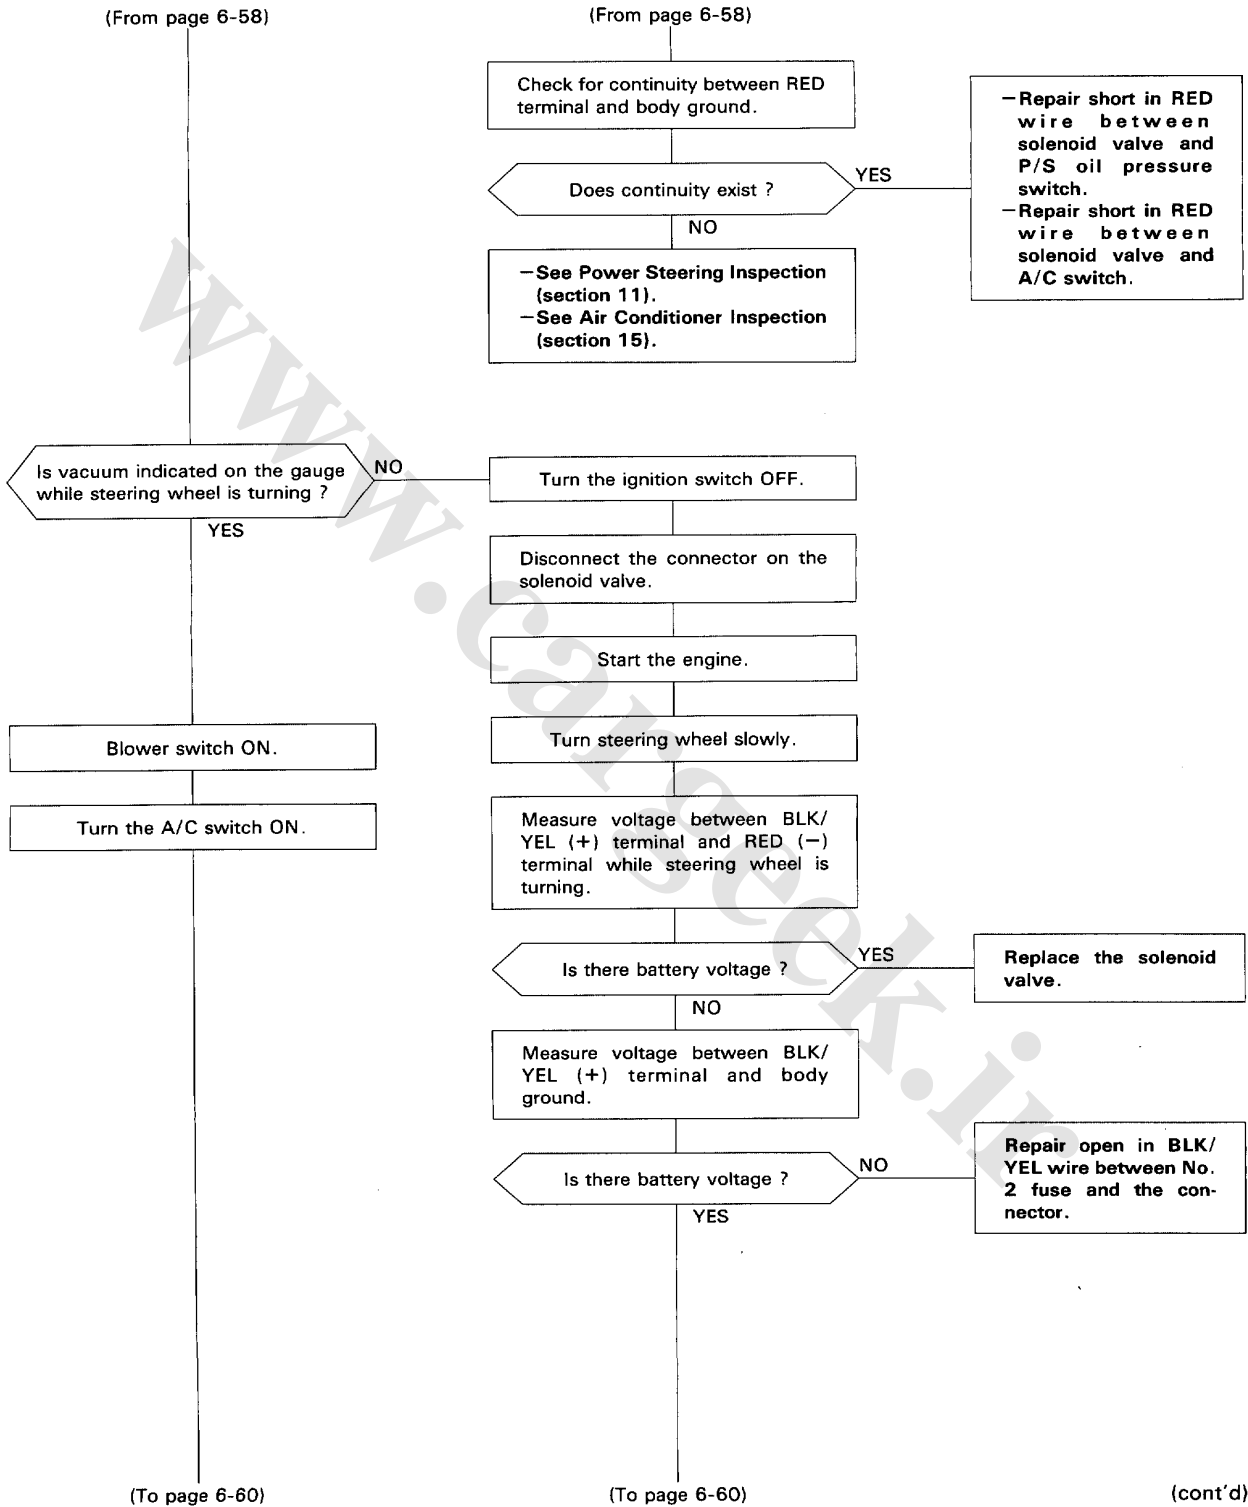 (From page 6-58)
(From page 6-58)
Check for continuity between RED
terminal and body ground.
Does continuity exist ?
YES
NO
—Repair short in RED
wire between
solenoid valve and
P/S oil pressure
switch.
—Repair short in RED
wire between
solenoid valve and
A/C switch.
—See Power Steering Inspection
(section 11).
—See Air Conditioner Inspection
(section 15).
Is vacuum indicated on the gauge
while steering wheel is turning ?
NO
YES
Turn the ignition switch OFF.
Disconnect the connector on the
solenoid valve.
Start the engine.
Turn steering wheel slowly.
Blower switch ON.
Turn the A/C switch ON.
Measure voltage between BLK/
YEL (+) terminal and RED (—)
terminal while steering wheel is
turning.
Is there battery voltage ?
YES
NO
Replace the solenoid
valve.
Measure voltage between BLK/
YEL (+) terminal and body
ground.
Is there battery voltage ?
NO
YES
Repair open in BLK/
YEL wire between No.
2 fuse and the con-
nector.
(To page 6-60)
(To page 6-60)
(cont'd)
www.cargeek.ir